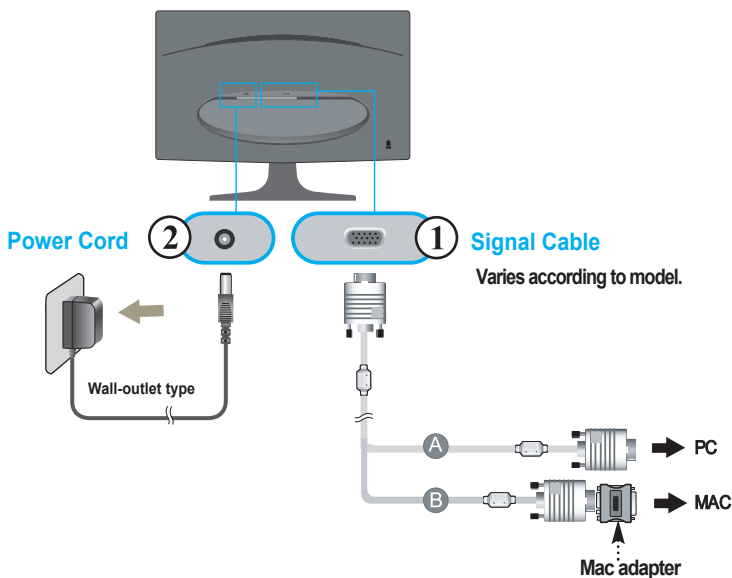 Power Cord
2
1
Signal Cable
Varies according to model.
Wall-outlet type
A
PC
B
MAC
Mac adapter